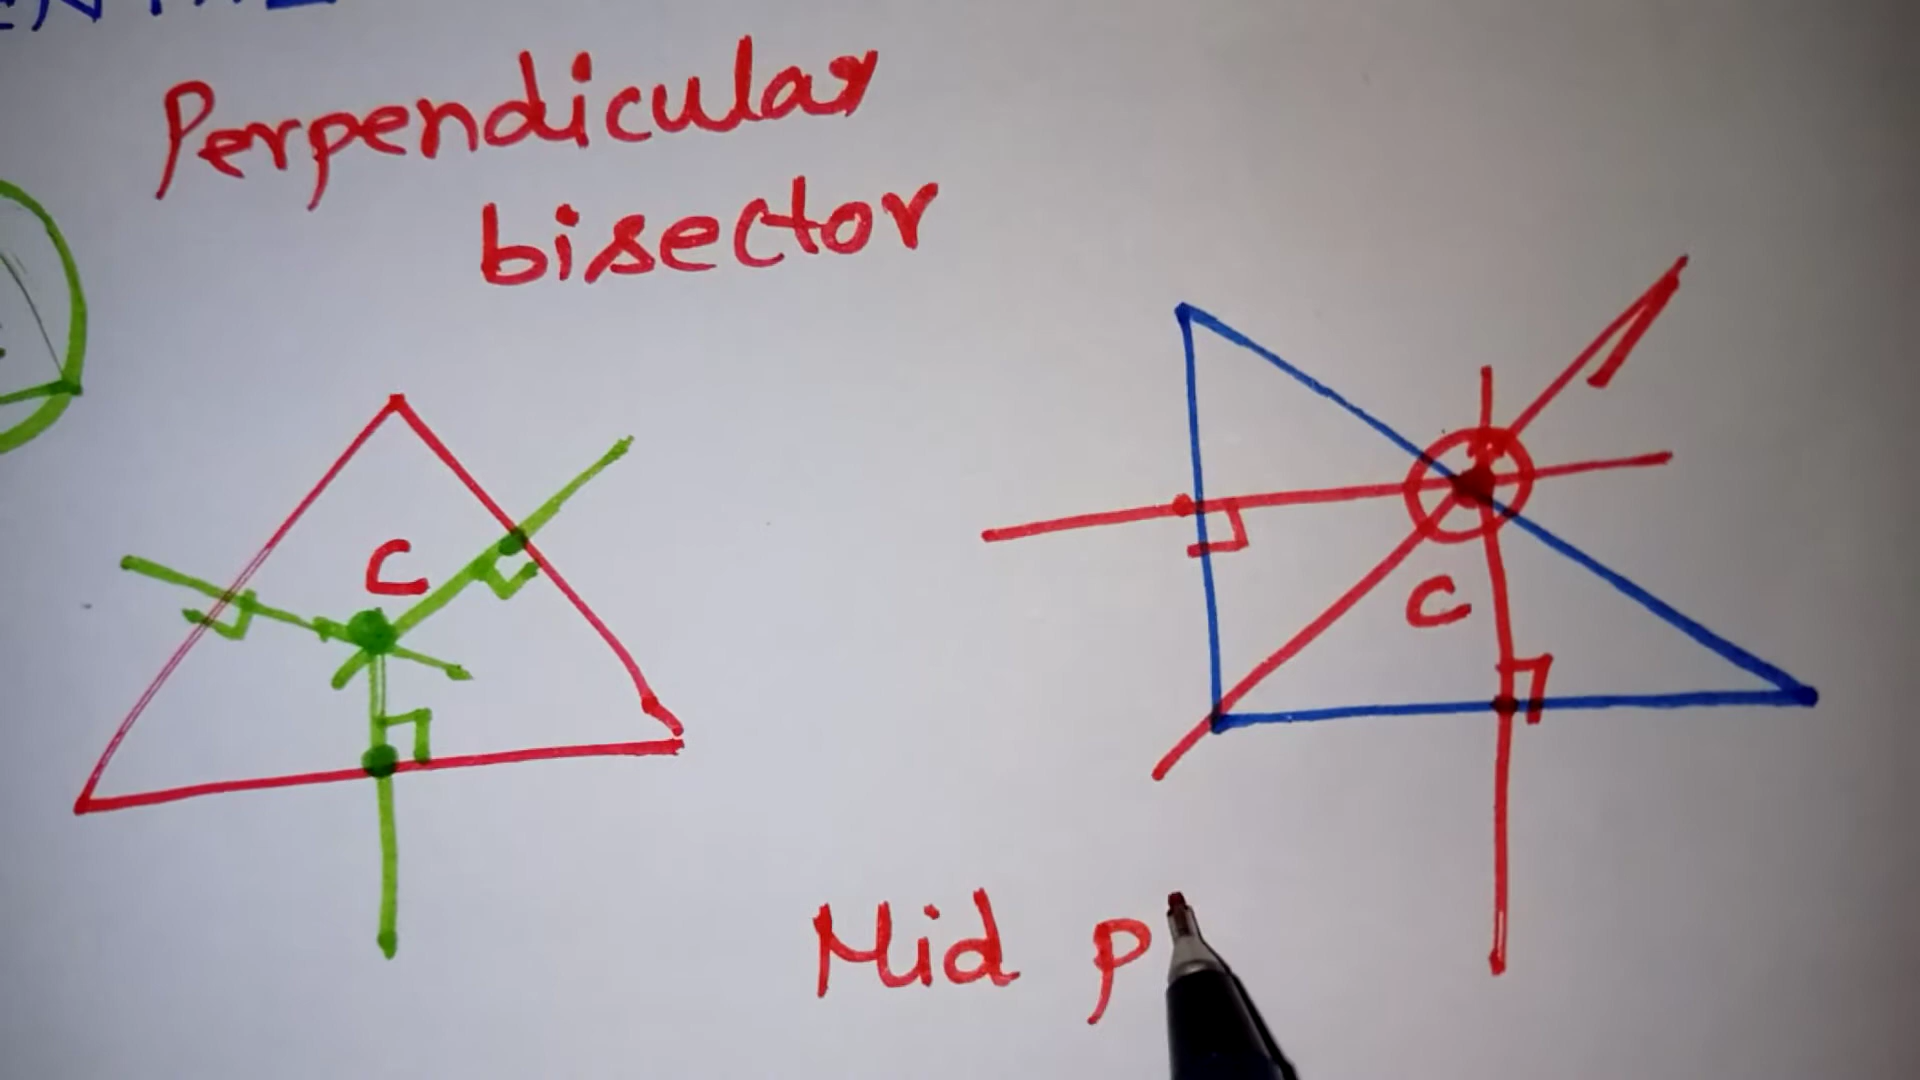 Perpendicular
bisector
C
C
Mid p